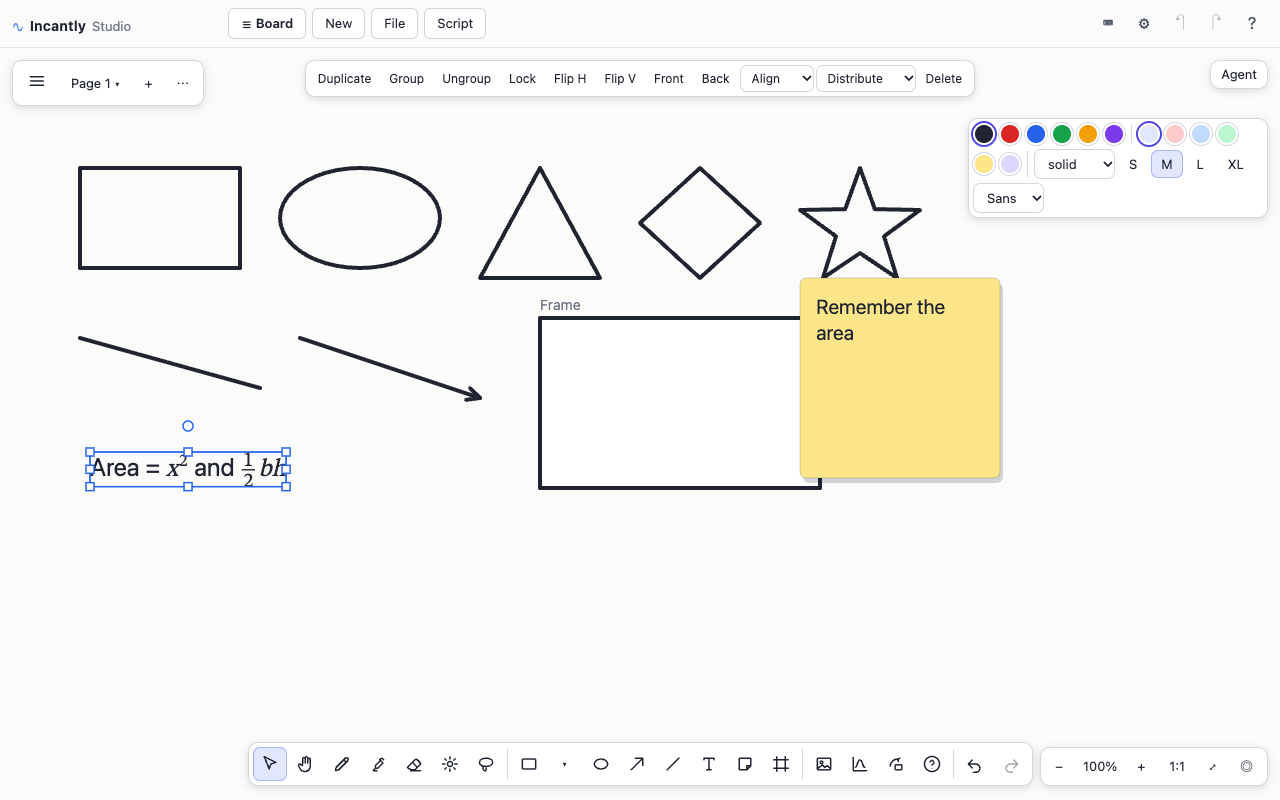 Incantly Studio
≡ Board New File Script
?
Page 1 ▾ + ···
Duplicate Group Ungroup Lock Flip H Flip V Front Back Align Distribute Delete
Agent
solid S M L XL
Sans
Frame
Remember the
area
Area = x² and 1/2 bh
− 100% + 1:1